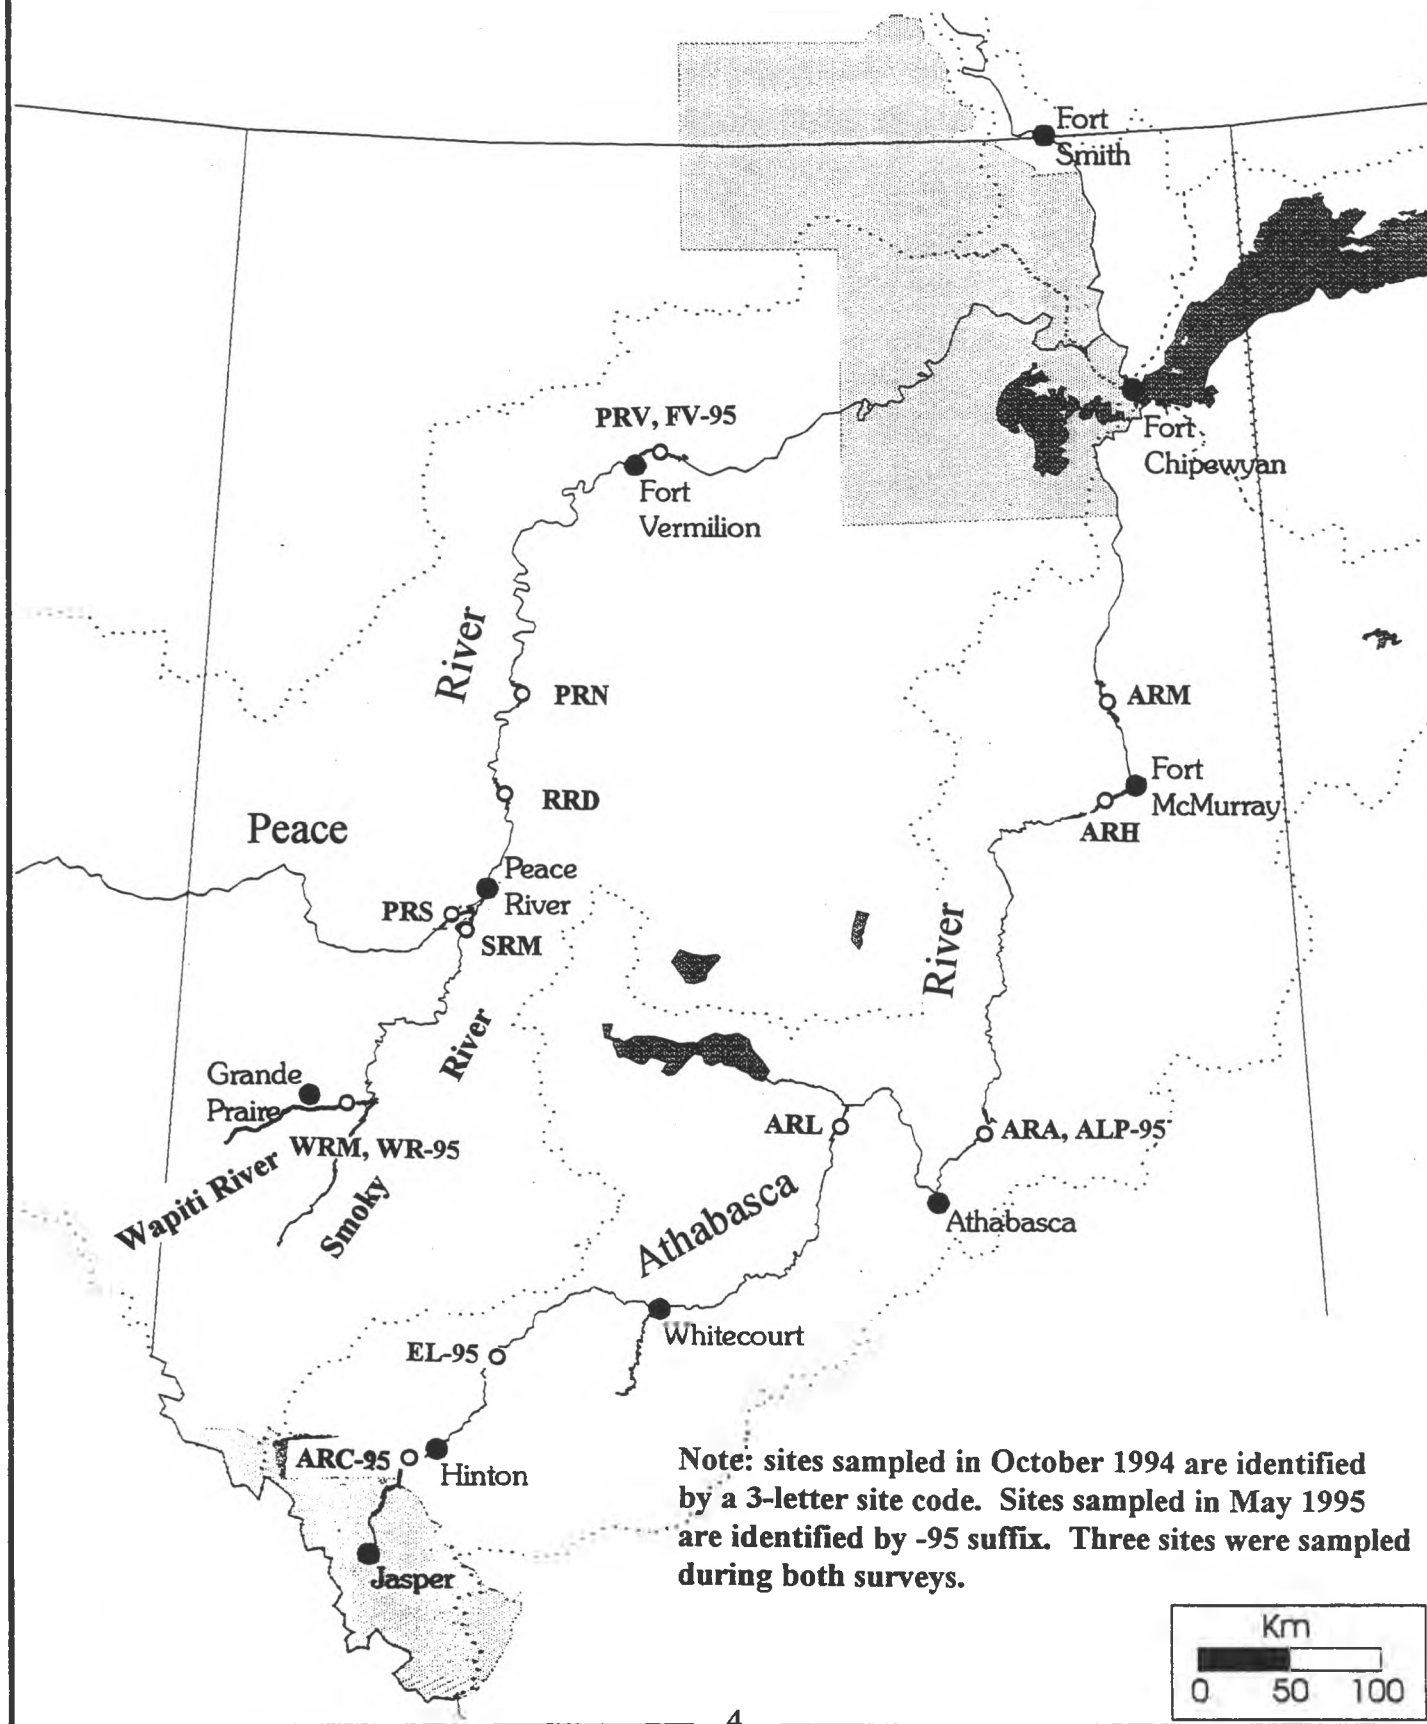 Fort
Smith
Fort
Chipewyan
PRV, FV-95
Fort
Vermilion
River
PRN
ARM
RRD
Fort
McMurray
ARH
Peace
Peace
River
PRS
SRM
River
River
Grande
Praire
WRM, WR-95
Wapiti River
Smoky
ARL
ARA, ALP-95
Athabasca
Athabasca
Whitecourt
EL-95
ARC-95
Hinton
Jasper
Note: sites sampled in October 1994 are identified
by a 3-letter site code. Sites sampled in May 1995
are identified by -95 suffix. Three sites were sampled
during both surveys.
Km
0 50 100
4